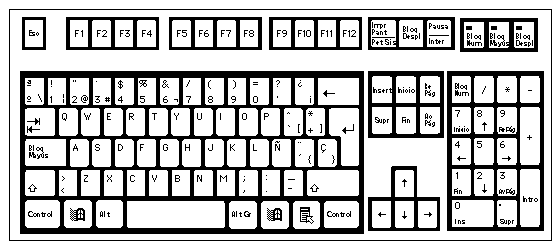 Esc F1 F2 F3 F4 F5 F6 F7 F8 F9 F10 F11 F12 Impr Pant PetSis Bloq Despl Pausa Inter Bloq Num Bloq Mayús Bloq Despl
ª º \ ! 1 | " 2 @ · 3 # $ 4 % 5 & 6 ¬ / 7 ( 8 ) 9 = 0 ? ' ¿ ¡ ← Insert Inicio Re Pág Bloq Num / * -
Q W E R T Y U I O P ^ ` [ * + ] ↵ Supr Fin Av Pág 7 Inicio 8 ↑ 9 RePág +
Bloq Mayús A S D F G H J K L Ñ ¨ ´ { Ç } 4 ← 5 6 →
⇧ > < Z X C V B N M ; , : . _ - ⇧ ↑ 1 Fin 2 ↓ 3 AvPág Intro
Control Alt Alt Gr Control ← ↓ → 0 Ins . Supr